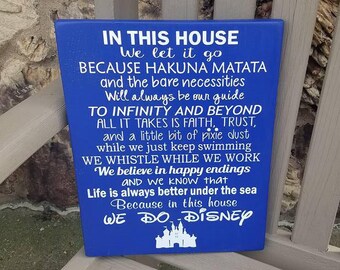 IN THIS HOUSE
We let it go
BECAUSE HAKUNA MATATA
and the bare necessities
Will always be our guide
TO INFINITY AND BEYOND
ALL IT TAKES IS FAITH, TRUST,
and a little bit of pixie dust
while we just keep swimming
WE WHISTLE WHILE WE WORK
We believe in happy endings
AND WE KNOW THAT
Life is always better under the sea
Because in this house
WE DO DISNEY